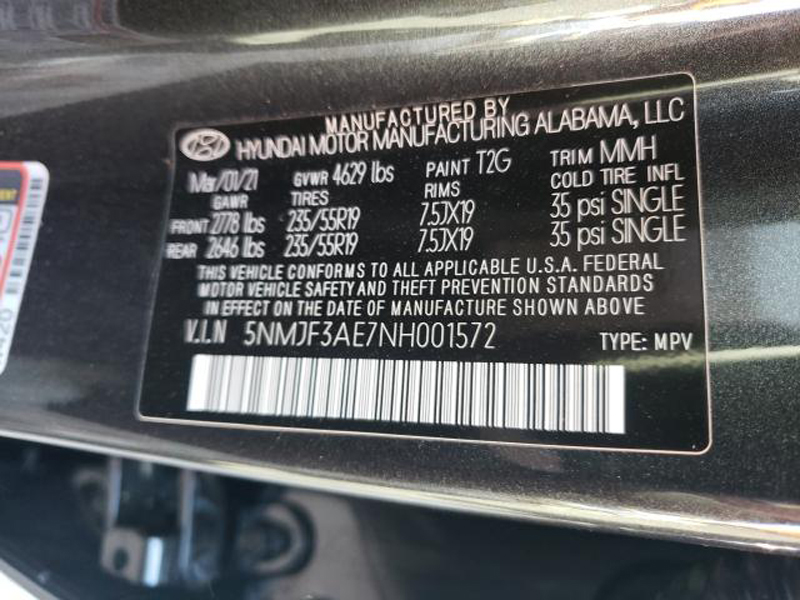 MANUFACTURED BY
HYUNDAI MOTOR MANUFACTURING ALABAMA, LLC
Mar/01/21 GVWR 4629 lbs PAINT T2G TRIM MMH
GAWR TIRES RIMS COLD TIRE INFL
FRONT 2778 lbs 235/55R19 7.5JX19 35 psi SINGLE
REAR 2646 lbs 235/55R19 7.5JX19 35 psi SINGLE
THIS VEHICLE CONFORMS TO ALL APPLICABLE U.S.A. FEDERAL
MOTOR VEHICLE SAFETY AND THEFT PREVENTION STANDARDS
IN EFFECT ON THE DATE OF MANUFACTURE SHOWN ABOVE
V.I.N 5NMJF3AE7NH001572 TYPE: MPV